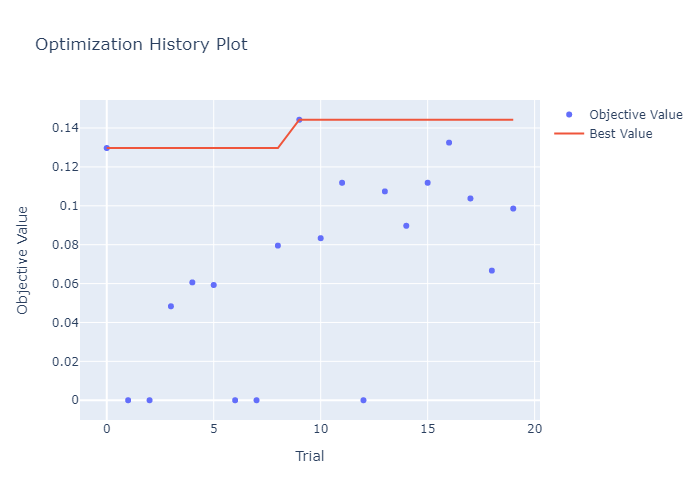 Optimization History Plot
Objective Value
Best Value
Objective Value
0.14
0.12
0.1
0.08
0.06
0.04
0.02
0
0
5
10
15
20
Trial